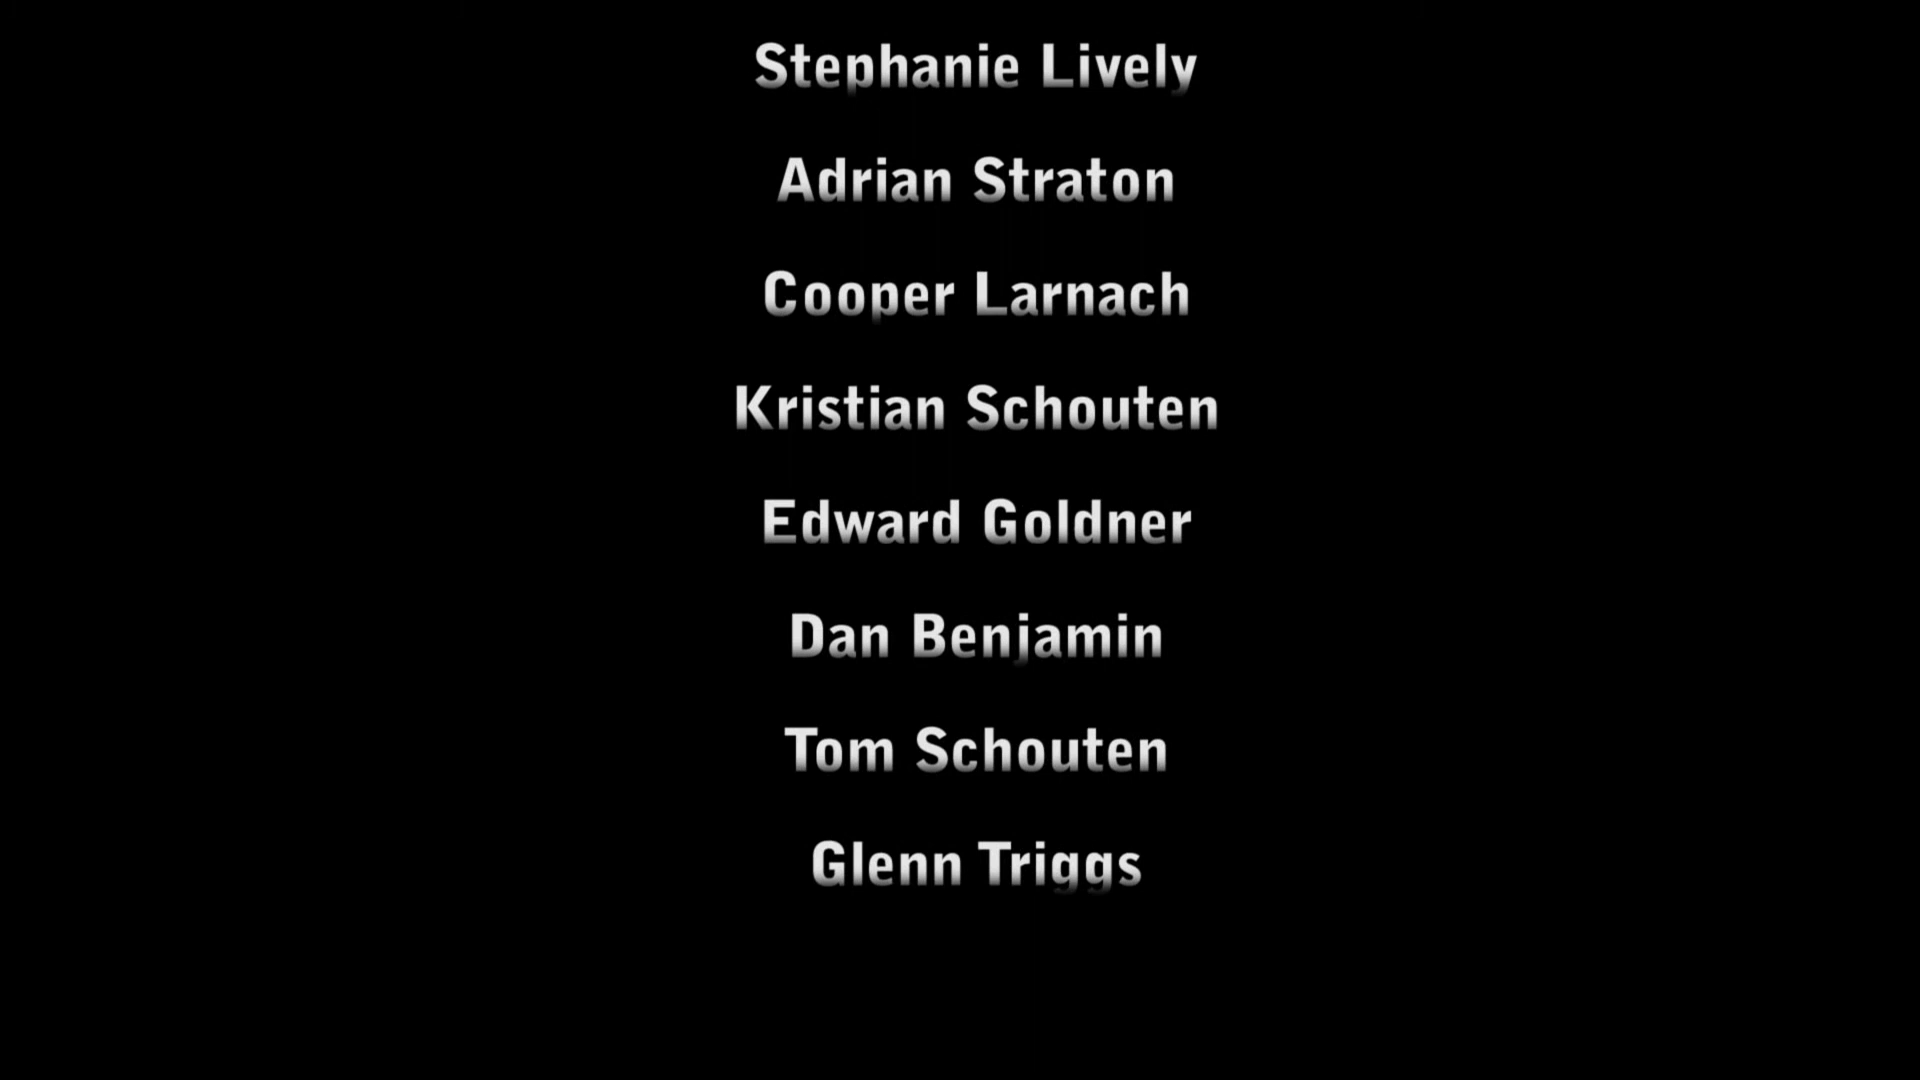 Stephanie Lively
Adrian Straton
Cooper Larnach
Kristian Schouten
Edward Goldner
Dan Benjamin
Tom Schouten
Glenn Triggs